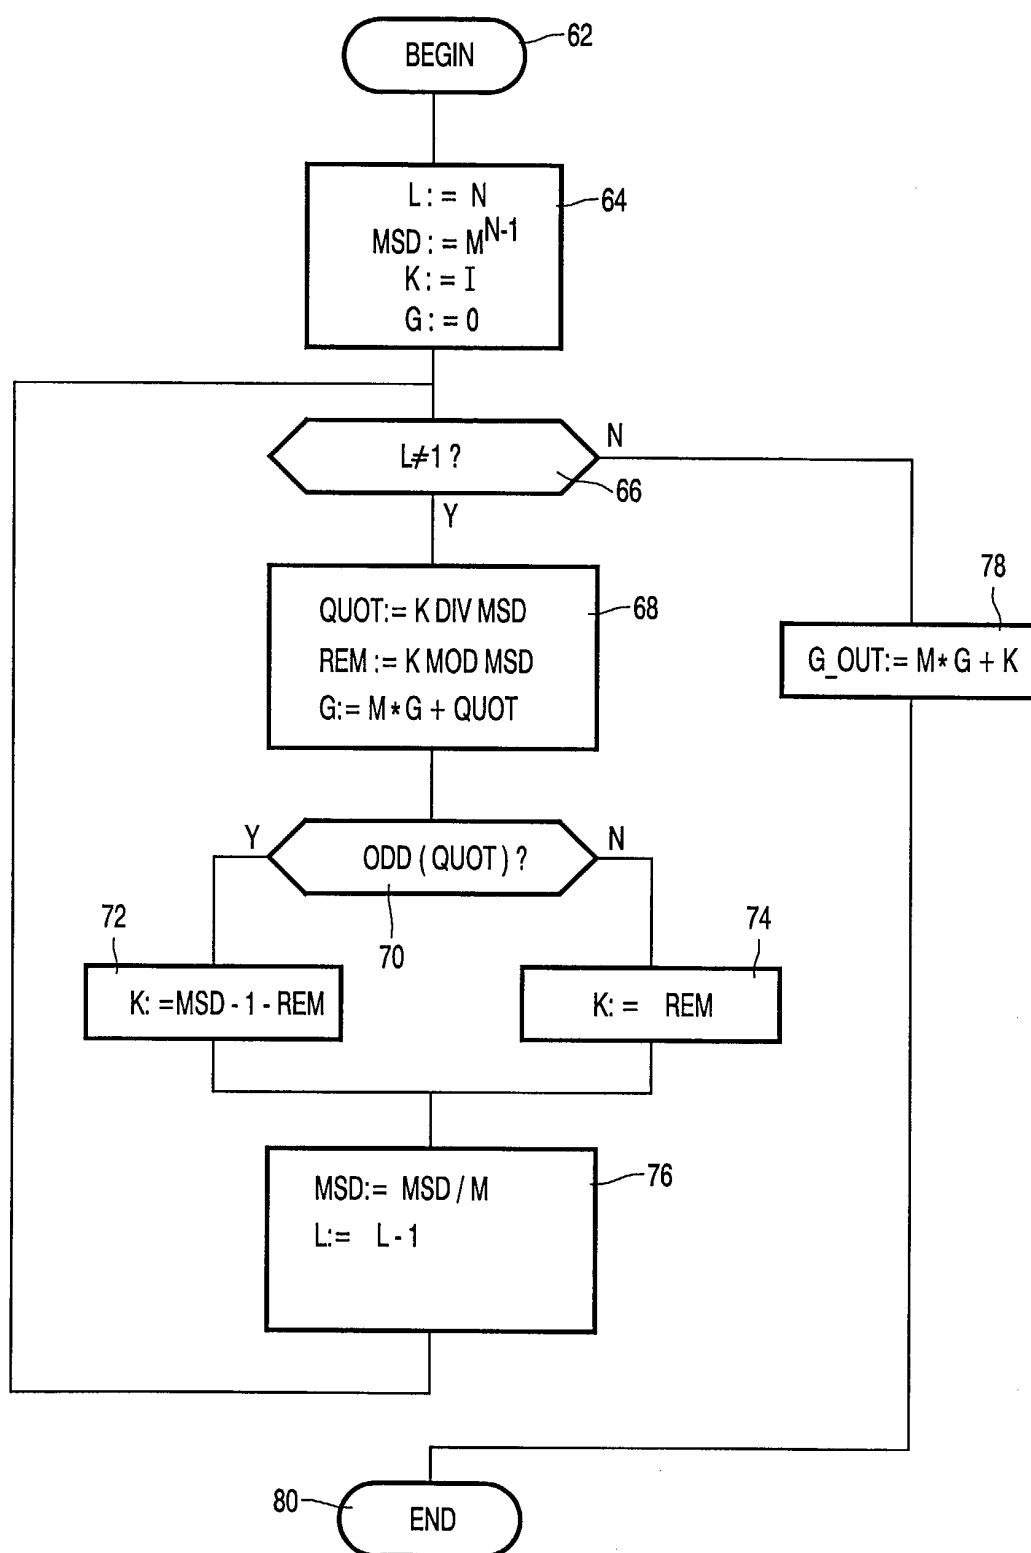 BEGIN
62
L := N
MSD := M^N-1
K := I
G := 0
64
L≠1 ?
N
66
Y
QUOT:= K DIV MSD
REM := K MOD MSD
G:= M * G + QUOT
68
78
G_OUT:= M * G + K
Y
ODD ( QUOT ) ?
N
70
72
74
K: =MSD - 1 - REM
K: = REM
MSD:= MSD / M
L:= L - 1
76
80
END